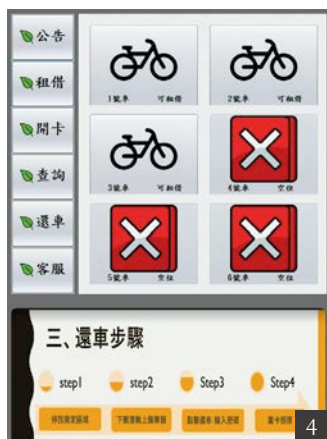 公告
租借
開卡
查詢
還車
客服
1號車 可租借
2號車 可租借
3號車 可租借
4號車 空位
5號車 空位
6號車 空位
三、還車步驟
step1
step2
Step3
Step4
4